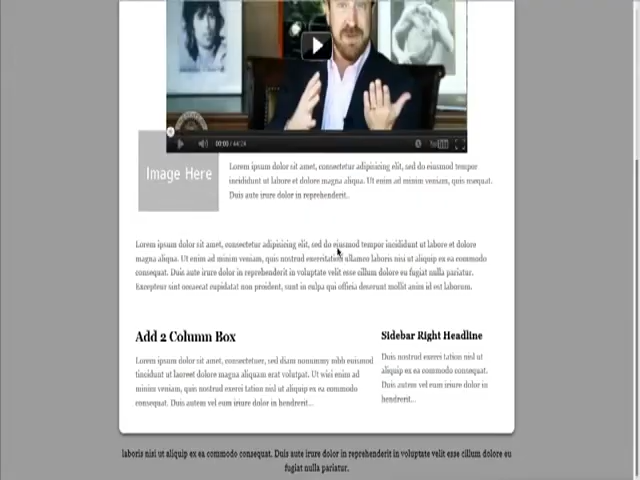 00:00 / 44:24
You Tube
Image Here
Lorem ipsum dolor sit amet, consectetur adipisicing elit, sed do eiusmod tempor
incididunt ut labore et dolore magna aliqua. Ut enim ad minim veniam, quis msequat.
Duis aute irure dolor in reprehenderit..
Lorem ipsum dolor sit amet, consectetur adipisicing elit, sed do eiusmod tempor incididunt ut labore et dolore
magna aliqua. Ut enim ad minim veniam, quis nostrud exercitation ullamco laboris nisi ut aliquip ex ea commodo
consequat. Duis aute irure dolor in reprehenderit in voluptate velit esse cillum dolore eu fugiat nulla pariatur.
Excepteur sint occaecat cupidatat non proident, sunt in culpa qui officia deserunt mollit anim id est laborum.
Add 2 Column Box
Lorem ipsum dolor sit amet, consectetuer, sed diam nonummy nibh euismod
tincidunt ut laoreet dolore magna aliquam erat volutpat. Ut wisi enim ad
minim veniam, quis exerci tation nisl ut aliquip ex ea commodo
consequat. Duis autem vel eum iriure dolor in hendrerit...
Sidebar Right Headline
Duis nostrud exerci tation nisl ut
aliquip ex ea commodo consequat.
Duis autem vel eum iriure dolor in
hendrerit...
laboris nisi ut aliquip ex ea commodo consequat. Duis aute irure dolor in reprehenderit in voluptate velit esse cillum dolore eu
fugiat nulla pariatur.